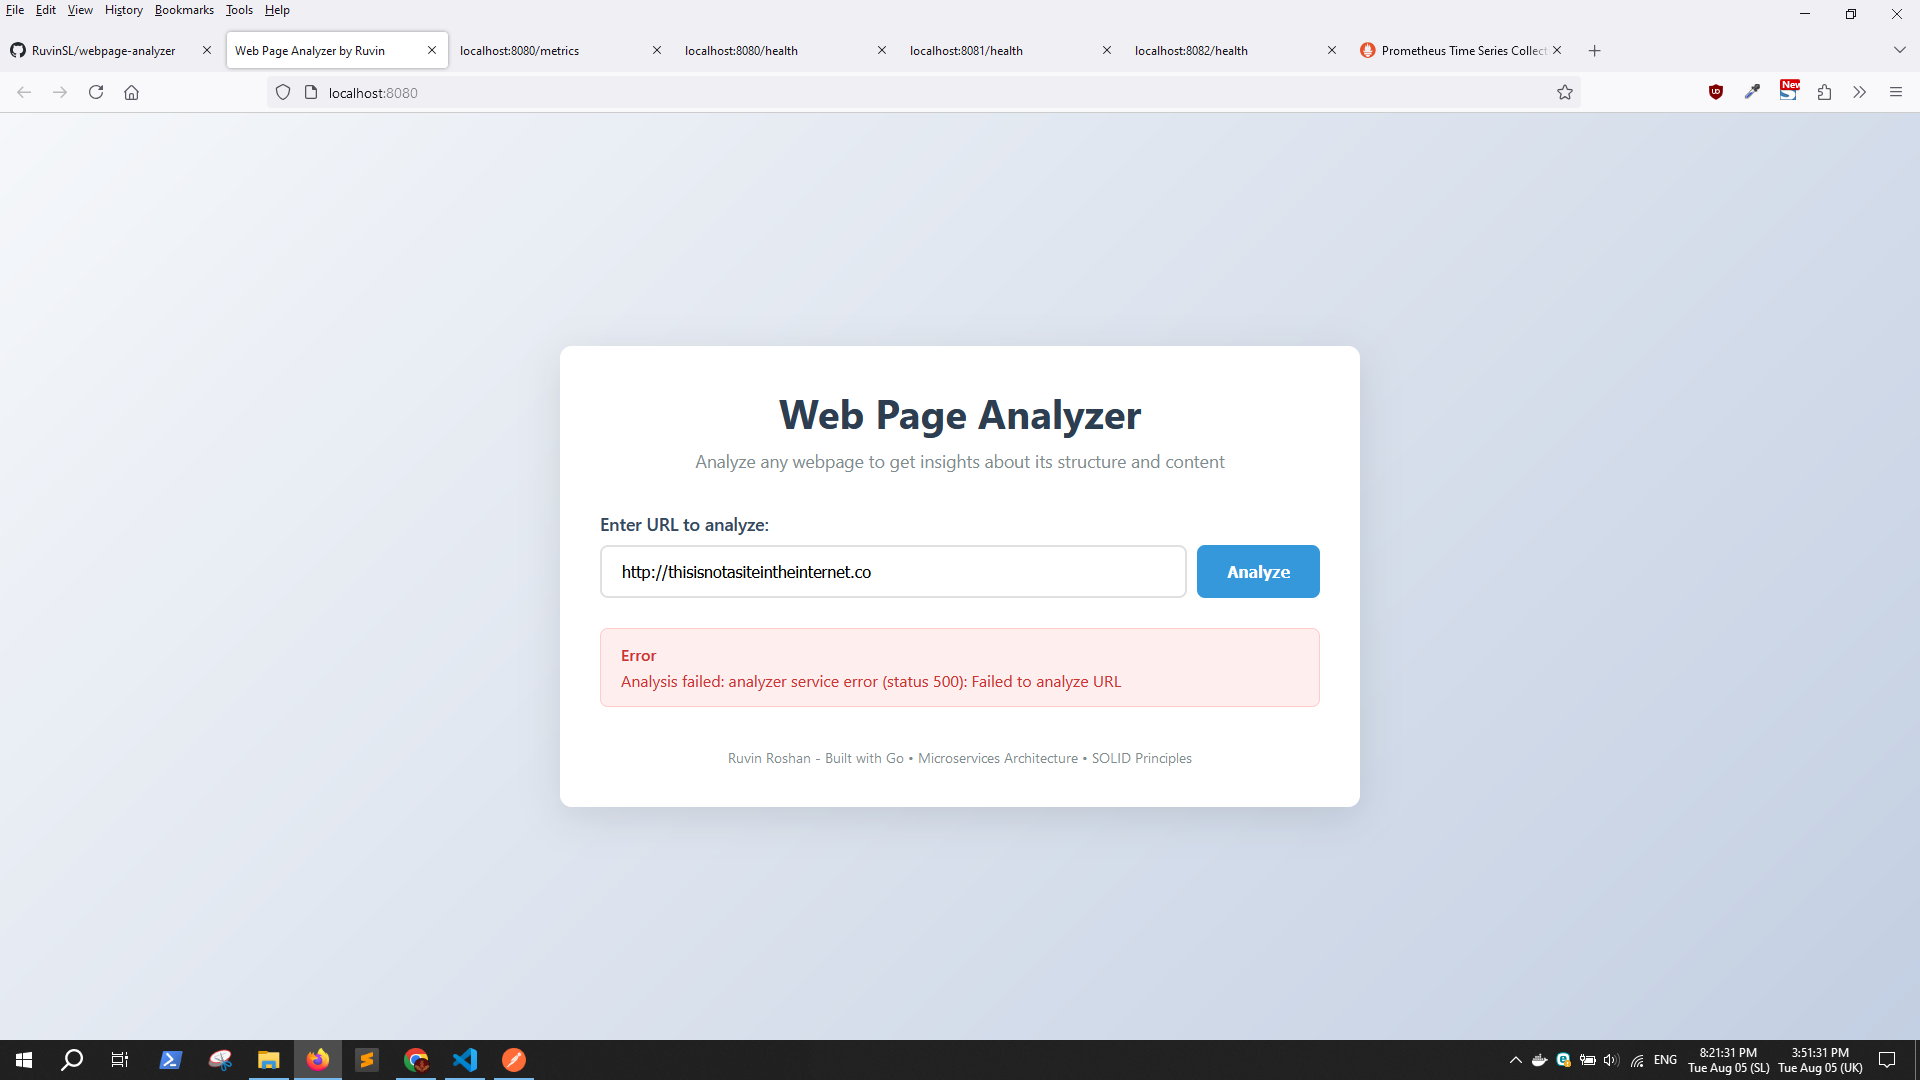 File Edit View History Bookmarks Tools Help
RuvinSL/webpage-analyzer
Web Page Analyzer by Ruvin
localhost:8080/metrics
localhost:8080/health
localhost:8081/health
localhost:8082/health
Prometheus Time Series Collect
localhost:8080
New
Web Page Analyzer
Analyze any webpage to get insights about its structure and content
Enter URL to analyze:
http://thisisnotasiteintheinternet.co
Analyze
Error
Analysis failed: analyzer service error (status 500): Failed to analyze URL
Ruvin Roshan - Built with Go • Microservices Architecture • SOLID Principles
ENG
8:21:31 PM
Tue Aug 05 (SL)
3:51:31 PM
Tue Aug 05 (UK)